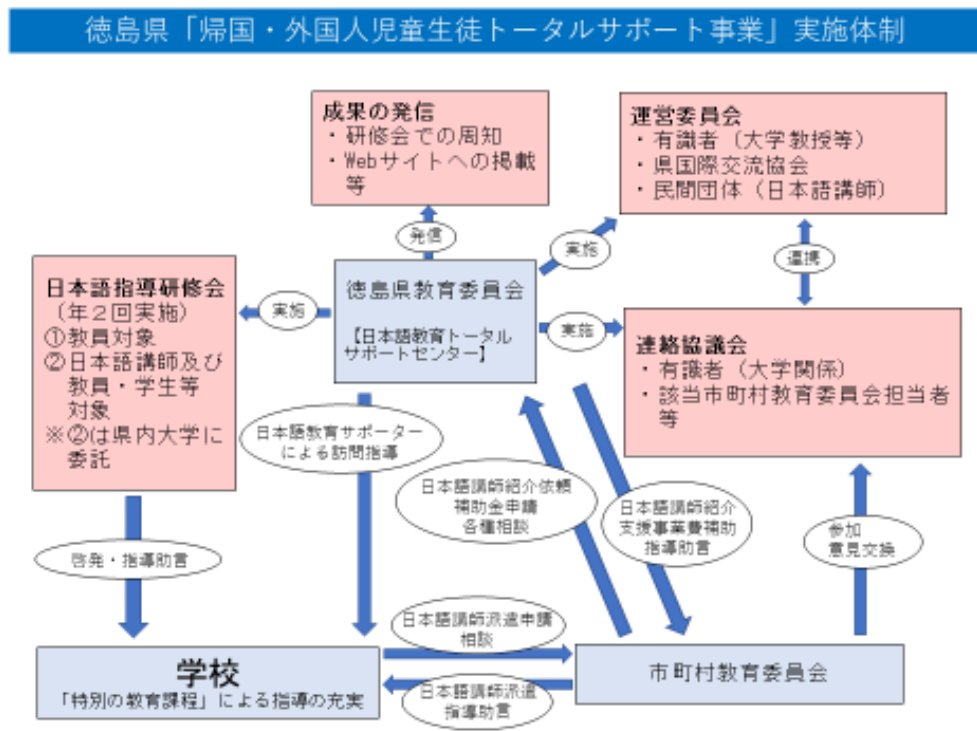 徳島県「帰国・外国人児童生徒トータルサポート事業」実施体制
成果の発信
・研修会での周知
・Webサイトへの掲載
等
運営委員会
・有識者（大学教授等）
・県国際交流協会
・民間団体（日本語講師）
発信
実施
連携
日本語指導研修会
（年２回実施）
①教員対象
②日本語講師及び
教員・学生等
対象
※②は県内大学に
委託
実施
徳島県教育委員会
【日本語教育トータル
サポートセンター】
実施
連絡協議会
・有識者（大学関係）
・該当市町村教育委員会担当者
等
日本語教育サポーター
による訪問指導
日本語講師紹介依頼
補助金申請
各種相談
日本語講師紹介
支援事業費補助
指導助言
参加
意見交換
啓発・指導助言
日本語講師派遣申請
相談
学校
「特別の教育課程」による指導の充実
市町村教育委員会
日本語講師派遣
指導助言